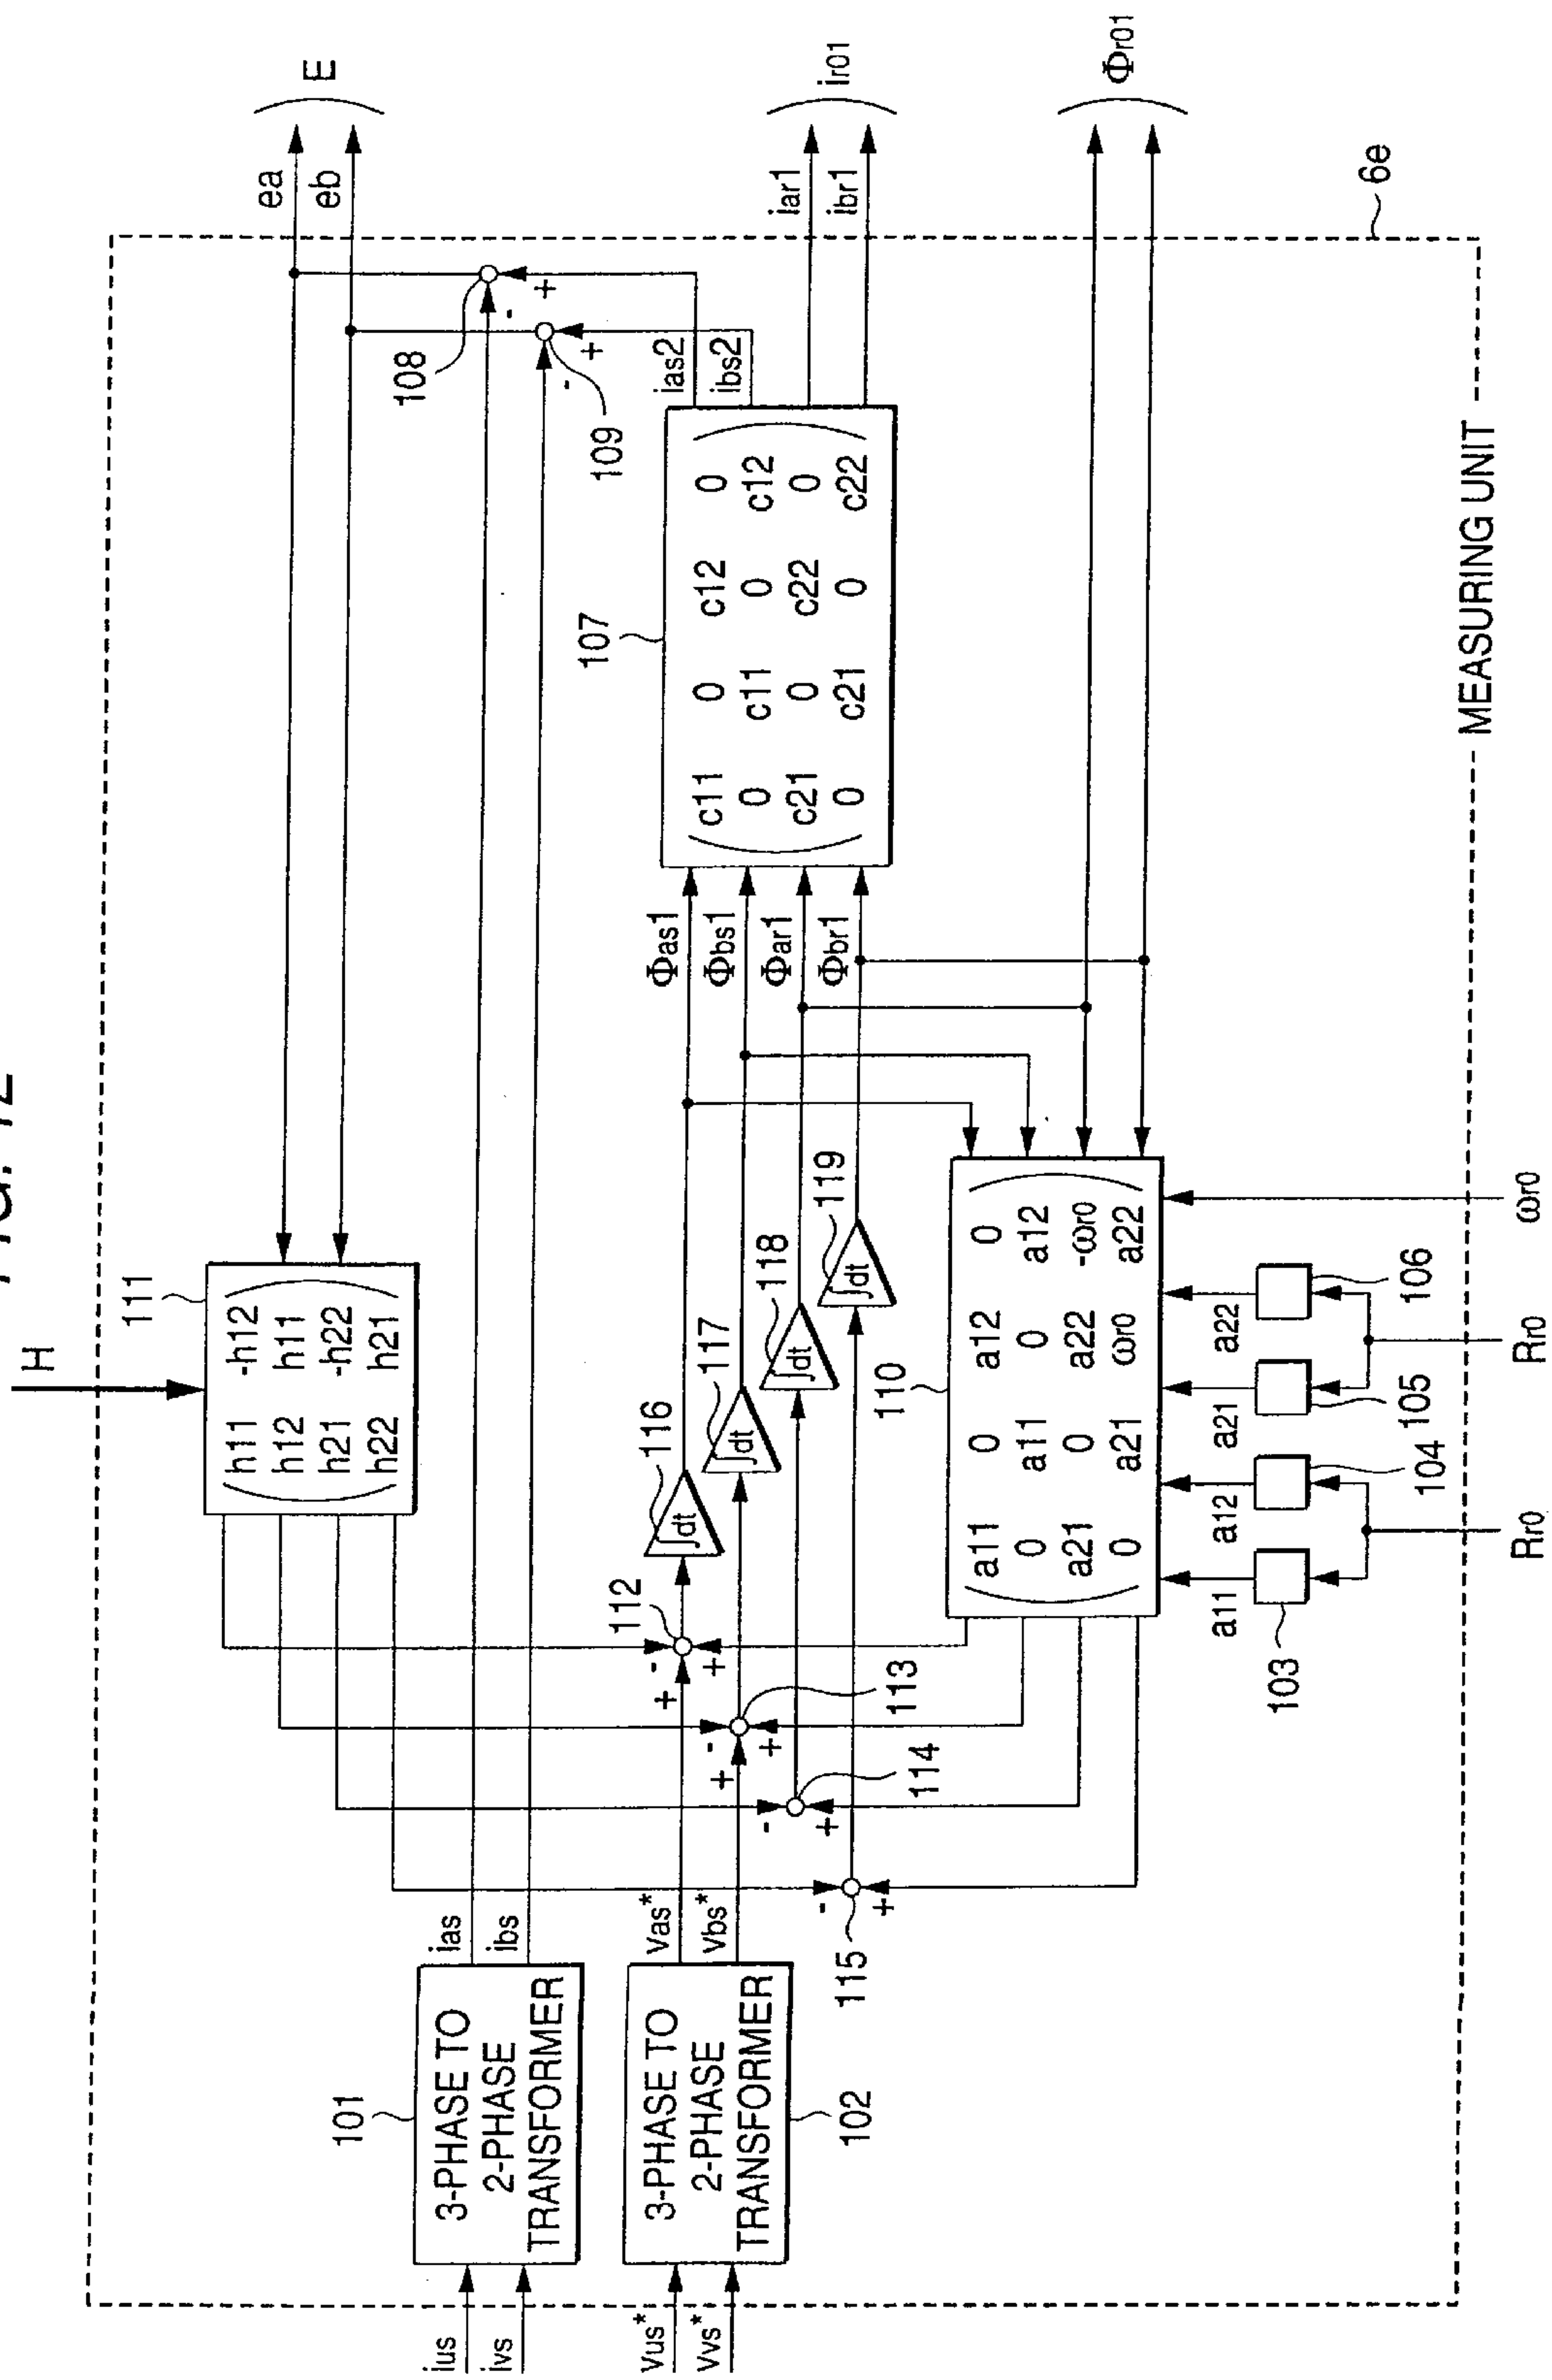 H
E
ea
eb
111
h11 -h12
h12 h11
h21 -h22
h22 h21
108
109
101
3-PHASE TO
2-PHASE
TRANSFORMER
ius
ivs
ias
ibs
102
3-PHASE TO
2-PHASE
TRANSFORMER
Vus*
Vvs*
Vas*
Vbs*
- + + 112
- + + 113
- + 114
- + 115
∫dt 116
∫dt 117
∫dt 118
∫dt 119
Φas1
Φbs1
Φar1
Φbr1
107
c11 0 c12 0
0 c11 0 c12
c21 0 c22 0
0 c21 0 c22
ias2
ibs2
- +
- +
iar1
ibr1
ir01
Φr01
110
a11 0 a12 0
0 a11 0 a12
a21 0 a22 -ωr0
0 a21 ωr0 a22
a11
a12
a21
a22
103
104
105
106
Rr0
Rr0
ωr0
MEASURING UNIT
6e